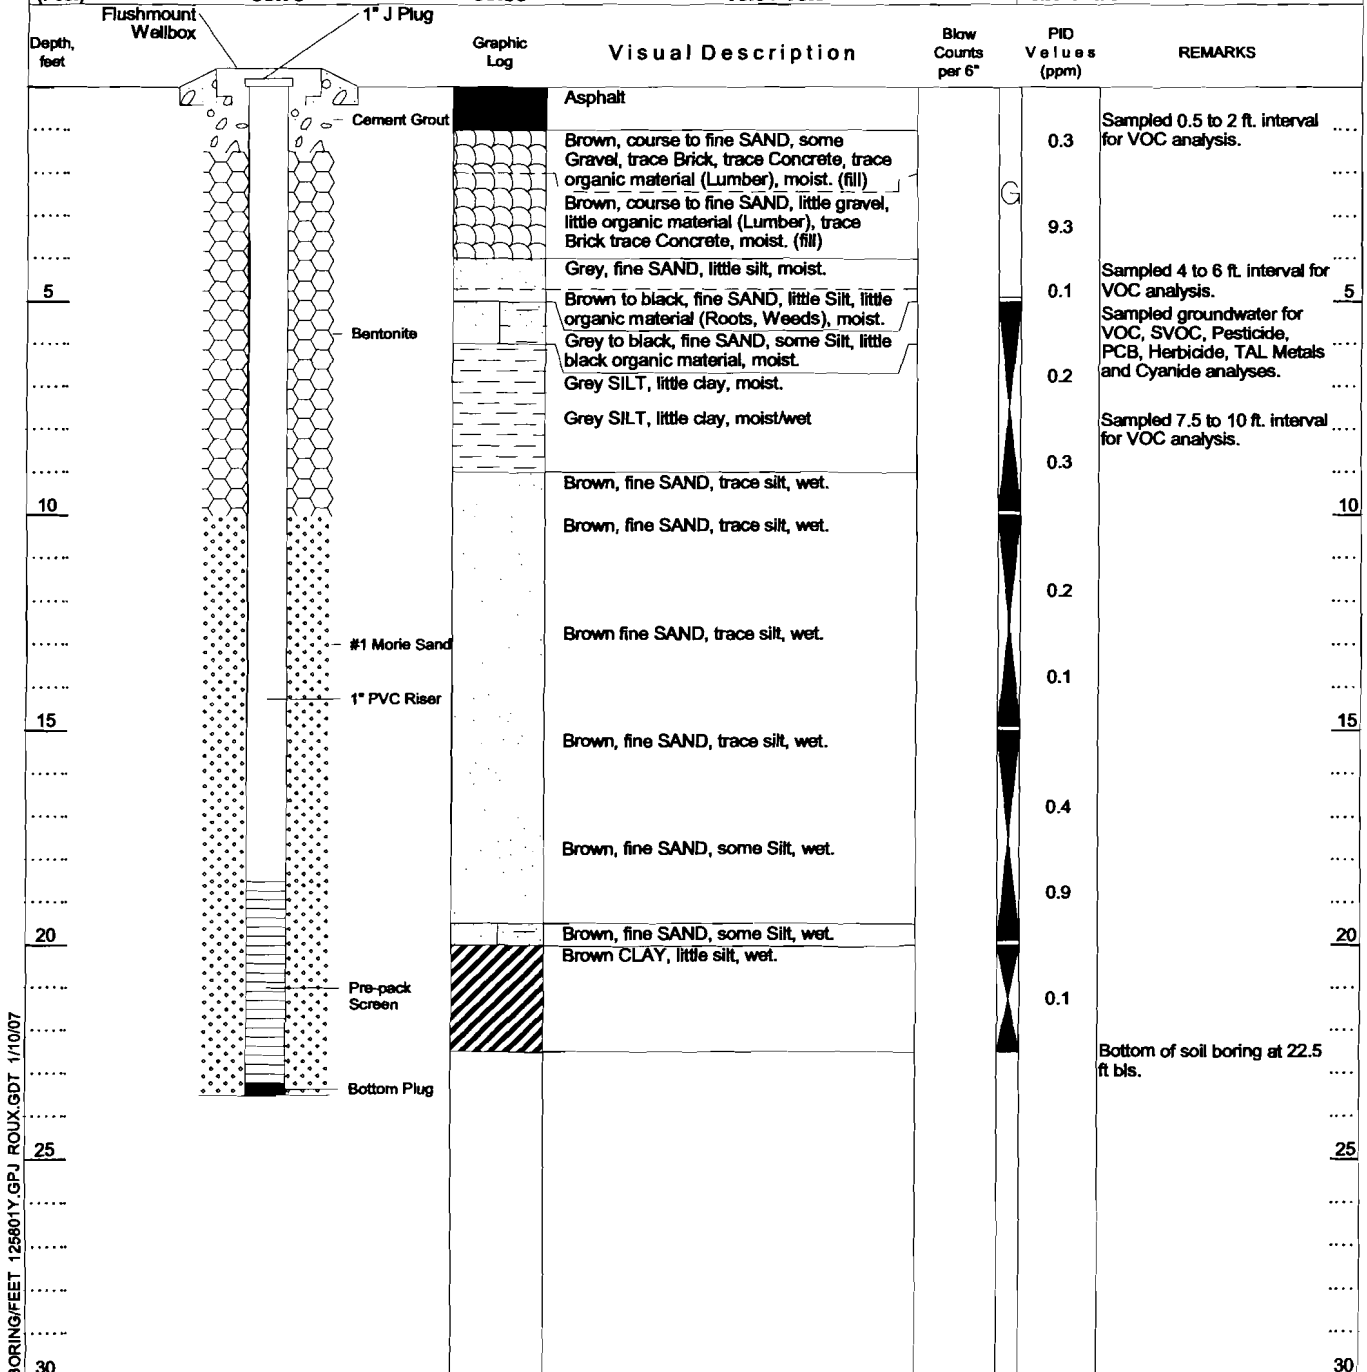 Flushmount
Wellbox
1" J Plug
Depth,
feet
Graphic
Log
Visual Description
Blow
Counts
per 6"
PID
Values
(ppm)
REMARKS
Asphalt
Cement Grout
Sampled 0.5 to 2 ft. interval
for VOC analysis.
0.3
Brown, course to fine SAND, some
Gravel, trace Brick, trace Concrete, trace
organic material (Lumber), moist. (fill)
G
Brown, course to fine SAND, little gravel,
little organic material (Lumber), trace
Brick trace Concrete, moist. (fill)
9.3
Grey, fine SAND, little silt, moist.
Sampled 4 to 6 ft. interval for
VOC analysis.
0.1
5
5
Brown to black, fine SAND, little Silt, little
organic material (Roots, Weeds), moist.
Sampled groundwater for
VOC, SVOC, Pesticide,
PCB, Herbicide, TAL Metals
and Cyanide analyses.
Bentonite
Grey to black, fine SAND, some Silt, little
black organic material, moist.
0.2
Grey SILT, little clay, moist.
Grey SILT, little clay, moist/wet
Sampled 7.5 to 10 ft. interval
for VOC analysis.
0.3
Brown, fine SAND, trace silt, wet.
10
10
Brown, fine SAND, trace silt, wet.
0.2
Brown fine SAND, trace silt, wet.
#1 Morie Sand
0.1
1" PVC Riser
15
15
Brown, fine SAND, trace silt, wet.
0.4
Brown, fine SAND, some Silt, wet.
0.9
20
20
Brown, fine SAND, some Silt, wet.
Brown CLAY, little silt, wet.
Pre-pack
Screen
0.1
Bottom of soil boring at 22.5
ft bls.
Bottom Plug
25
25
30
30
BORING/FEET 125801Y.GPJ ROUX.GDT 1/10/07